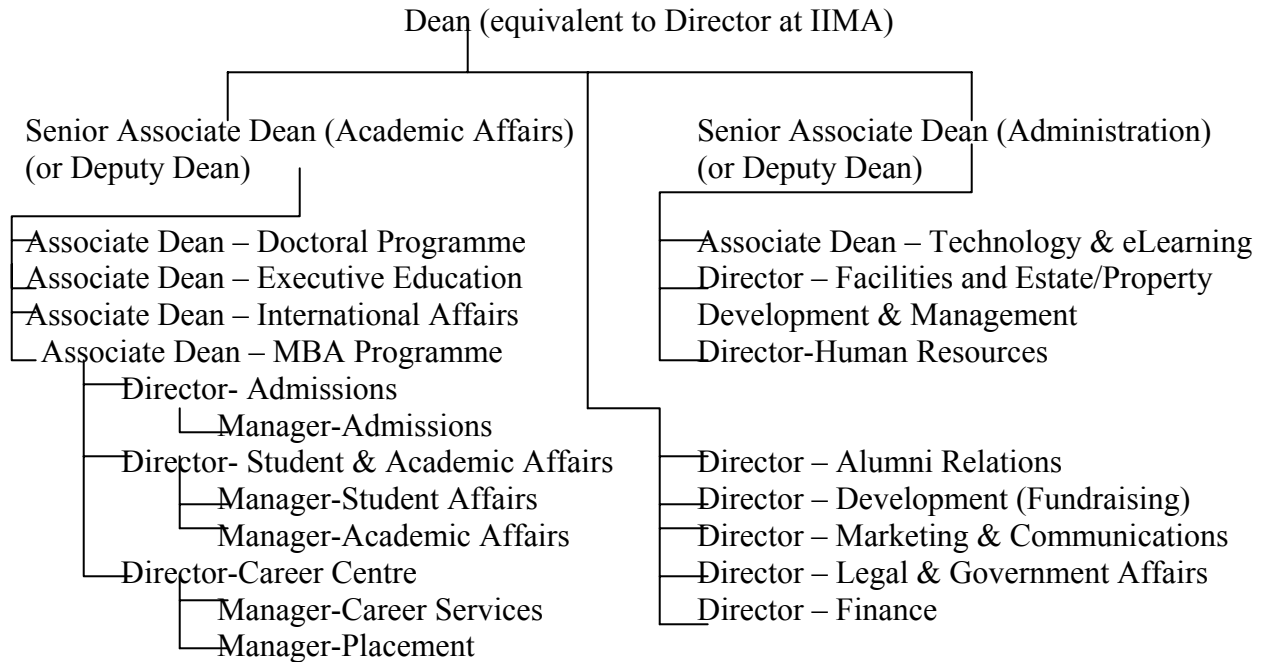 Dean (equivalent to Director at IIMA)
Senior Associate Dean (Academic Affairs)
(or Deputy Dean)
Associate Dean – Doctoral Programme
Associate Dean – Executive Education
Associate Dean – International Affairs
Associate Dean – MBA Programme
Director- Admissions
Manager-Admissions
Director- Student & Academic Affairs
Manager-Student Affairs
Manager-Academic Affairs
Director-Career Centre
Manager-Career Services
Manager-Placement
Senior Associate Dean (Administration)
(or Deputy Dean)
Associate Dean – Technology & eLearning
Director – Facilities and Estate/Property
Development & Management
Director-Human Resources
Director – Alumni Relations
Director – Development (Fundraising)
Director – Marketing & Communications
Director – Legal & Government Affairs
Director – Finance